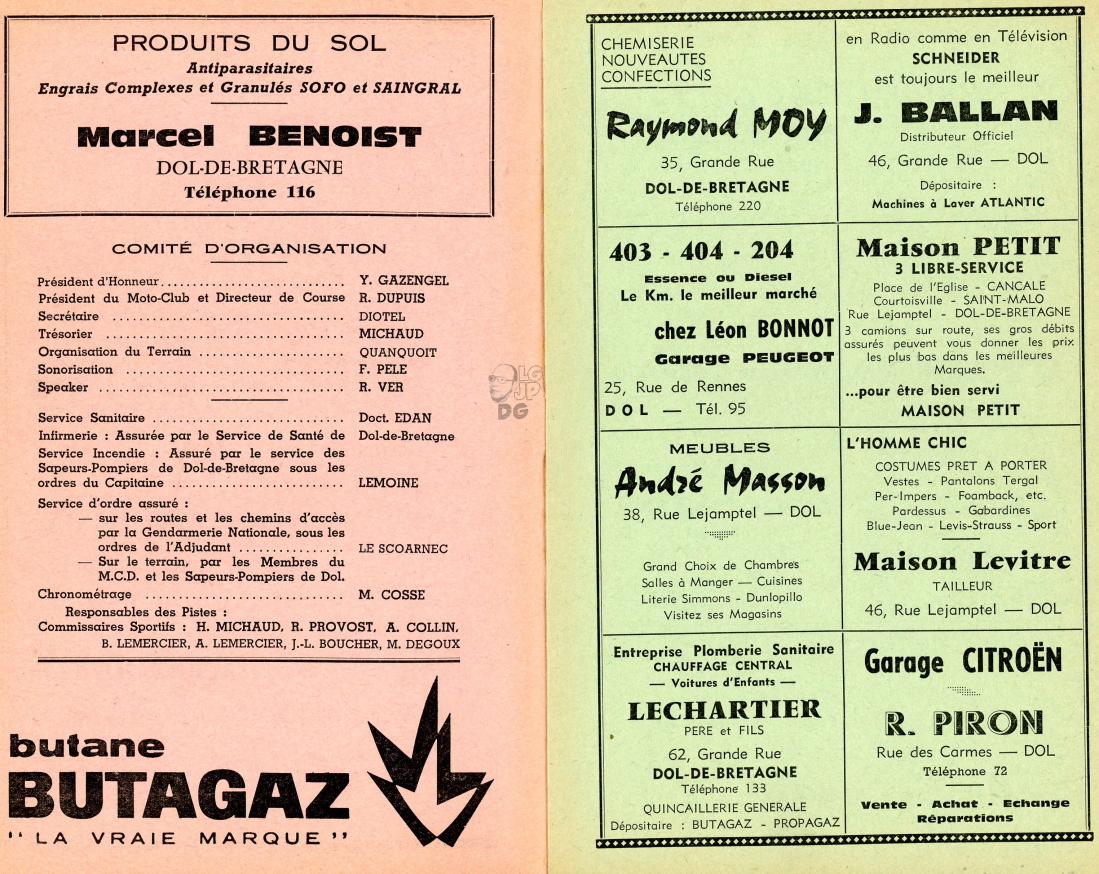 PRODUITS DU SOL
Antiparasitaires
Engrais Complexes et Granulés SOFO et SAINGRAL
Marcel BENOIST
DOL-DE-BRETAGNE
Téléphone 116
COMITÉ D'ORGANISATION
Président d'Honneur............................ Y. GAZENGEL
Président du Moto-Club et Directeur de Course R. DUPUIS
Secrétaire .................................... DIOTEL
Trésorier ..................................... MICHAUD
Organisation du Terrain ....................... QUANQUOIT
Sonorisation .................................. F. PELE
Speaker ....................................... R. VER
Service Sanitaire ............................. Doct. EDAN
Infirmerie : Assurée par le Service de Santé de Dol-de-Bretagne
Service Incendie : Assuré par le service des
Sapeurs-Pompiers de Dol-de-Bretagne sous les
ordres du Capitaine ........................... LEMOINE
Service d'ordre assuré :
— sur les routes et les chemins d'accès
par la Gendarmerie Nationale, sous les
ordres de l'Adjudant ................ LE SCOARNEC
— Sur le terrain, par les Membres du
M.C.D. et les Sapeurs-Pompiers de Dol.
Chronométrage ............................... M. COSSE
Responsables des Pistes :
Commissaires Sportifs : H. MICHAUD, R. PROVOST, A. COLLIN,
B. LEMERCIER, A. LEMERCIER, J.-L. BOUCHER, M. DEGOUX
butane
BUTAGAZ
"LA VRAIE MARQUE"
LG
JP
DG
CHEMISERIE
NOUVEAUTES
CONFECTIONS
Raymond MOY
35, Grande Rue
DOL-DE-BRETAGNE
Téléphone 220
en Radio comme en Télévision
SCHNEIDER
est toujours le meilleur
J. BALLAN
Distributeur Officiel
46, Grande Rue — DOL
Dépositaire :
Machines à Laver ATLANTIC
403 - 404 - 204
Essence ou Diesel
Le Km. le meilleur marché
chez Léon BONNOT
Garage PEUGEOT
25, Rue de Rennes
DOL — Tél. 95
Maison PETIT
3 LIBRE-SERVICE
Place de l'Eglise - CANCALE
Courtoisville - SAINT-MALO
Rue Lejamptel - DOL-DE-BRETAGNE
3 camions sur route, ses gros débits
assurés peuvent vous donner les prix
les plus bas dans les meilleures
Marques.
...pour être bien servi
MAISON PETIT
MEUBLES
André Masson
38, Rue Lejamptel — DOL
Grand Choix de Chambres
Salles à Manger — Cuisines
Literie Simmons - Dunlopillo
Visitez ses Magasins
L'HOMME CHIC
COSTUMES PRET A PORTER
Vestes - Pantalons Tergal
Per-Impers - Foamback, etc.
Pardessus - Gabardines
Blue-Jean - Levis-Strauss - Sport
Maison Levitre
TAILLEUR
46, Rue Lejamptel — DOL
Entreprise Plomberie Sanitaire
CHAUFFAGE CENTRAL
— Voitures d'Enfants —
LECHARTIER
PERE et FILS
62, Grande Rue
DOL-DE-BRETAGNE
Téléphone 133
QUINCAILLERIE GENERALE
Dépositaire : BUTAGAZ - PROPAGAZ
Garage CITROËN
R. PIRON
Rue des Carmes — DOL
Téléphone 72
Vente - Achat - Echange
Réparations